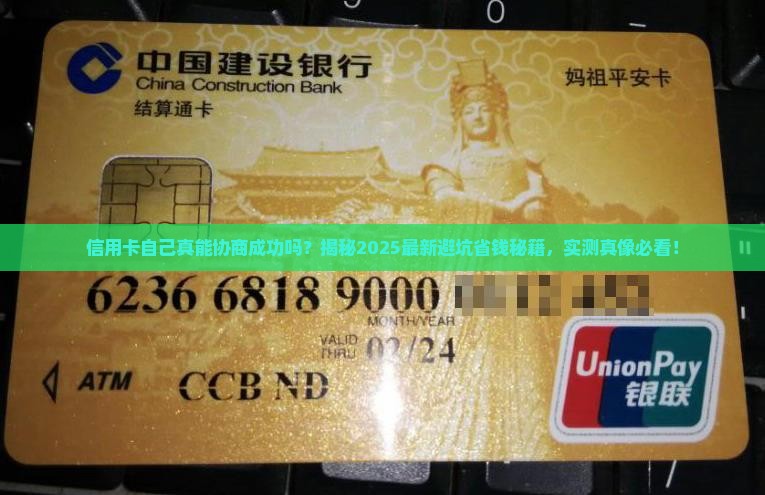 中国建设银行
China Construction Bank
结算通卡
妈祖平安卡
信用卡自己真能协商成功吗？揭秘2025最新避坑省钱秘籍，实测真像必看！
6236 6818 9000
MONTH/YEAR
VALID
THRU
02/24
ATM
CCB ND
UnionPay
银联